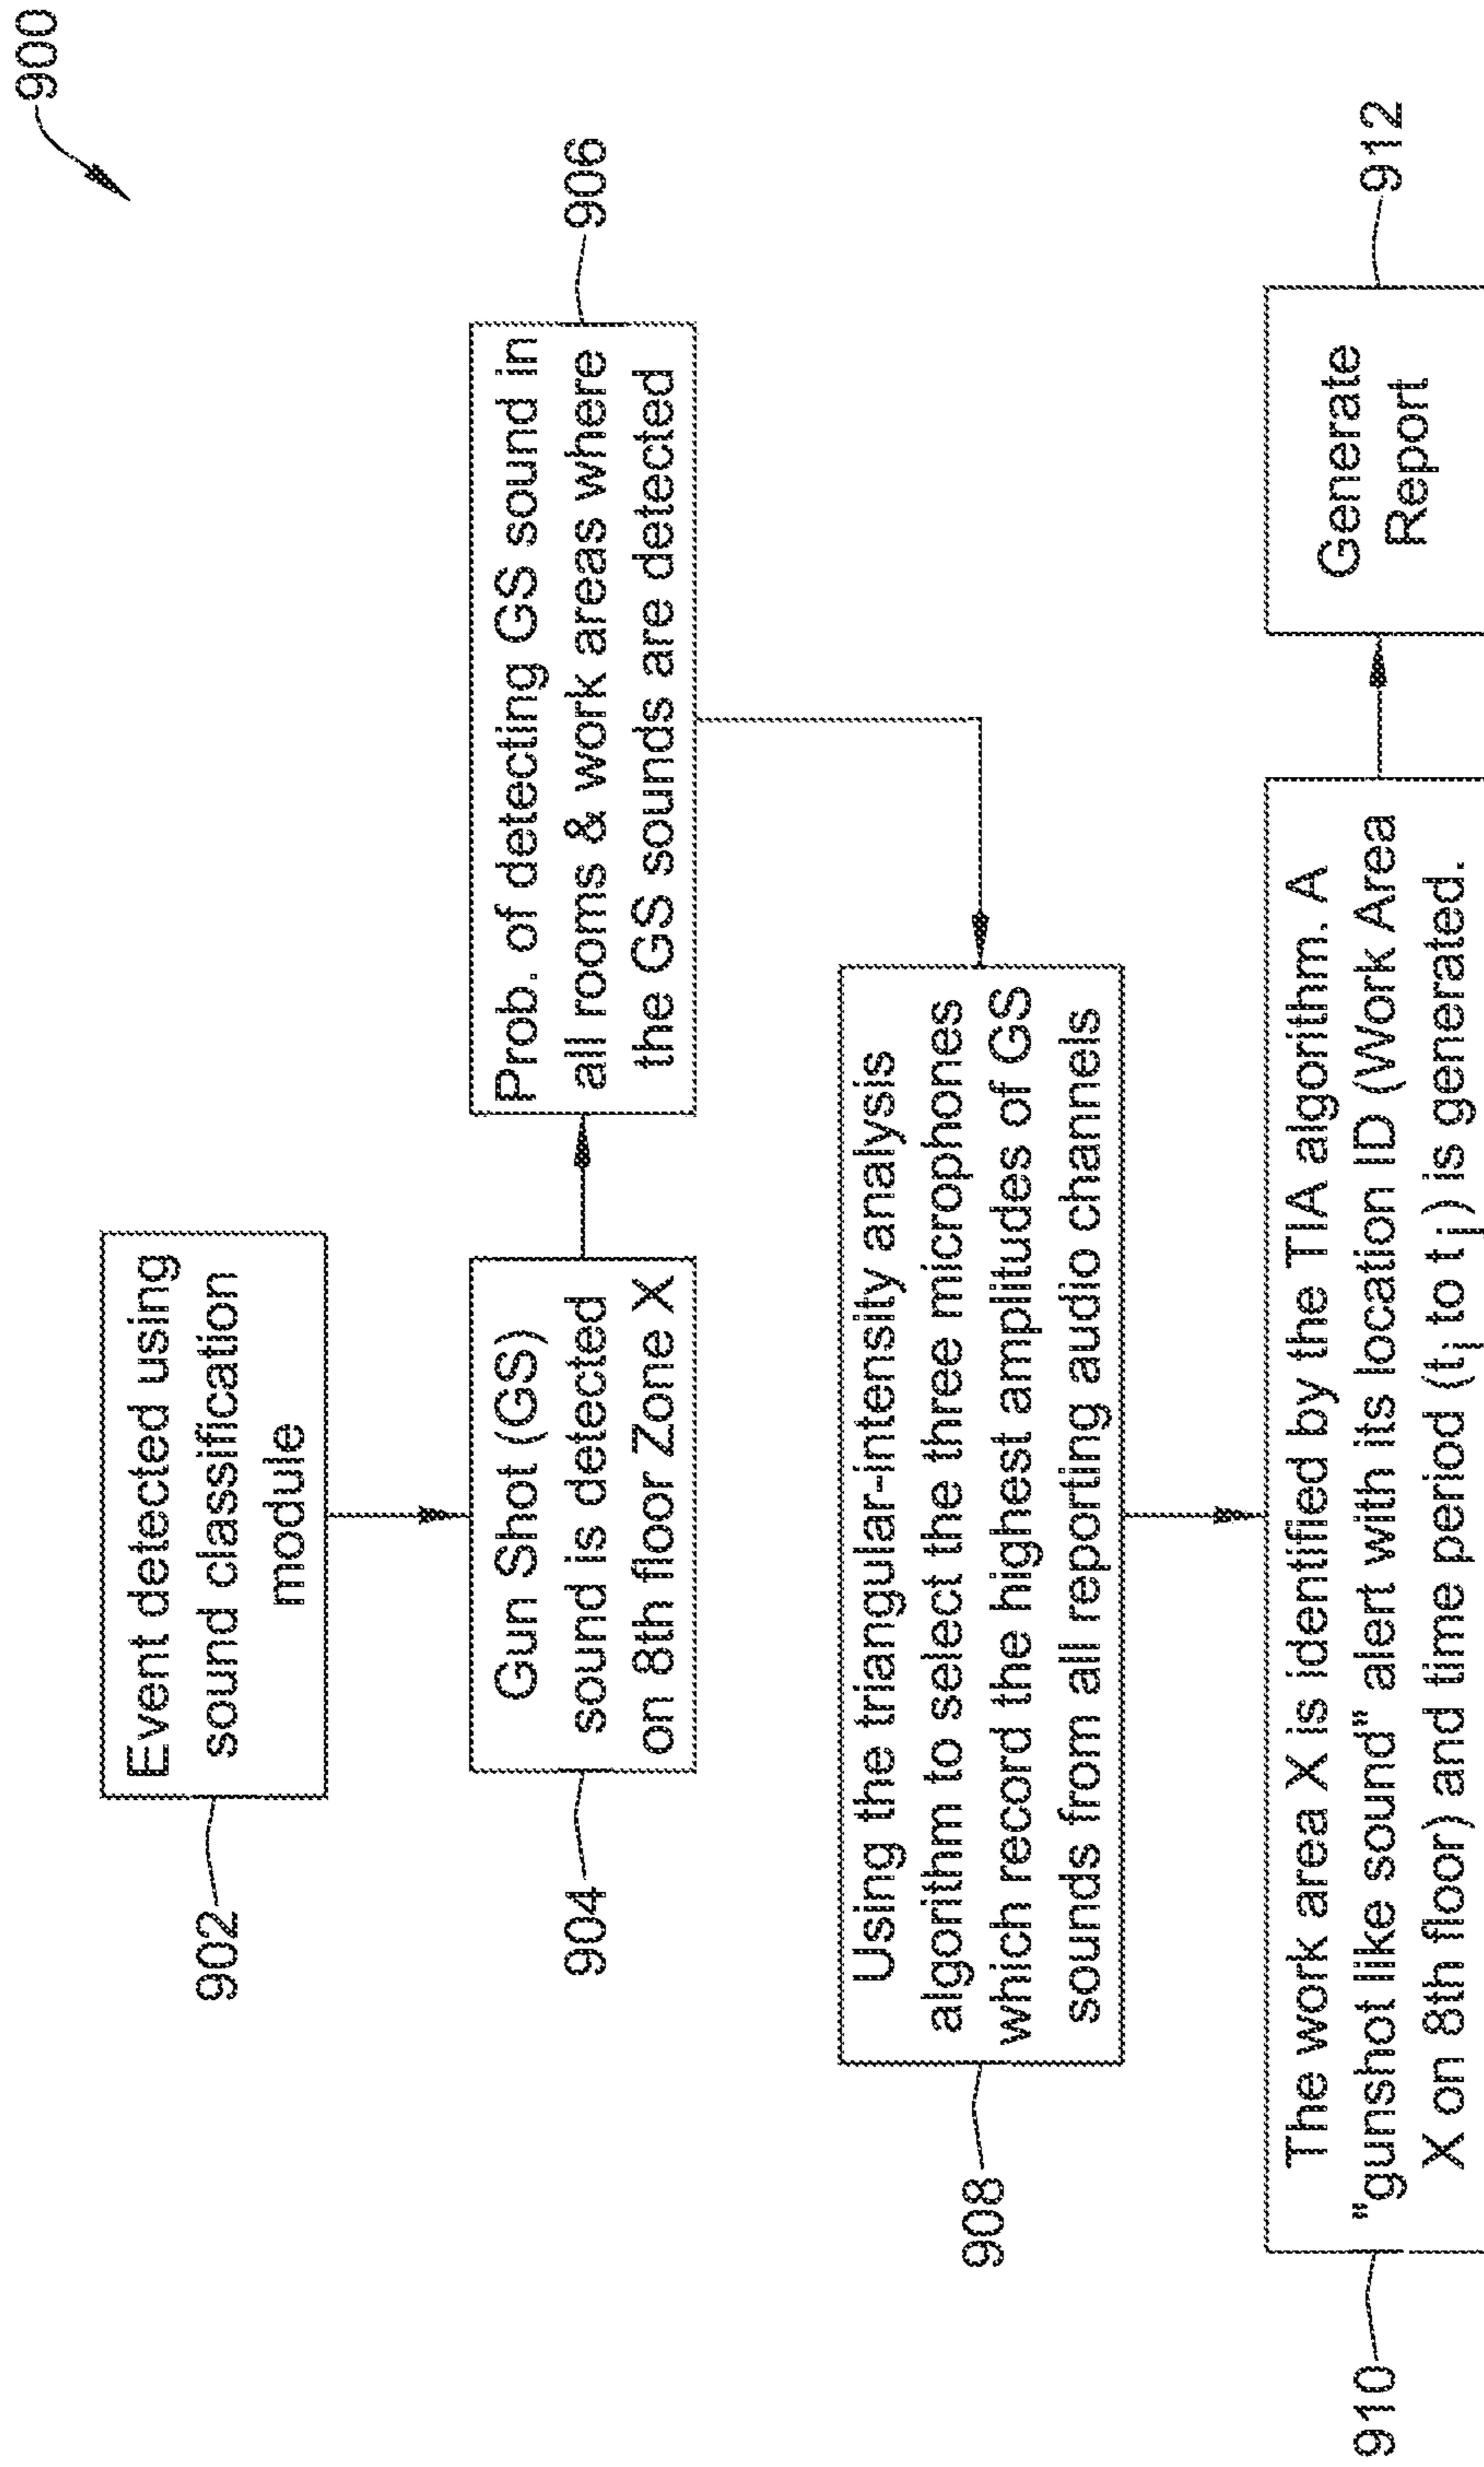 900
902
Event detected using
sound classification
module
904
Gun Shot (GS)
sound is detected
on 8th floor Zone X
906
Prob. of detecting GS sound in
all rooms & work areas where
the GS sounds are detected
908
Using the triangular-intensity analysis
algorithm to select the three microphones
which record the highest amplitudes of GS
sounds from all reporting audio channels
910
The work area X is identified by the TIA algorithm. A
"gunshot like sound" alert with its location ID (Work Area
X on 8th floor) and time period (ti to tj) is generated.
912
Generate
Report